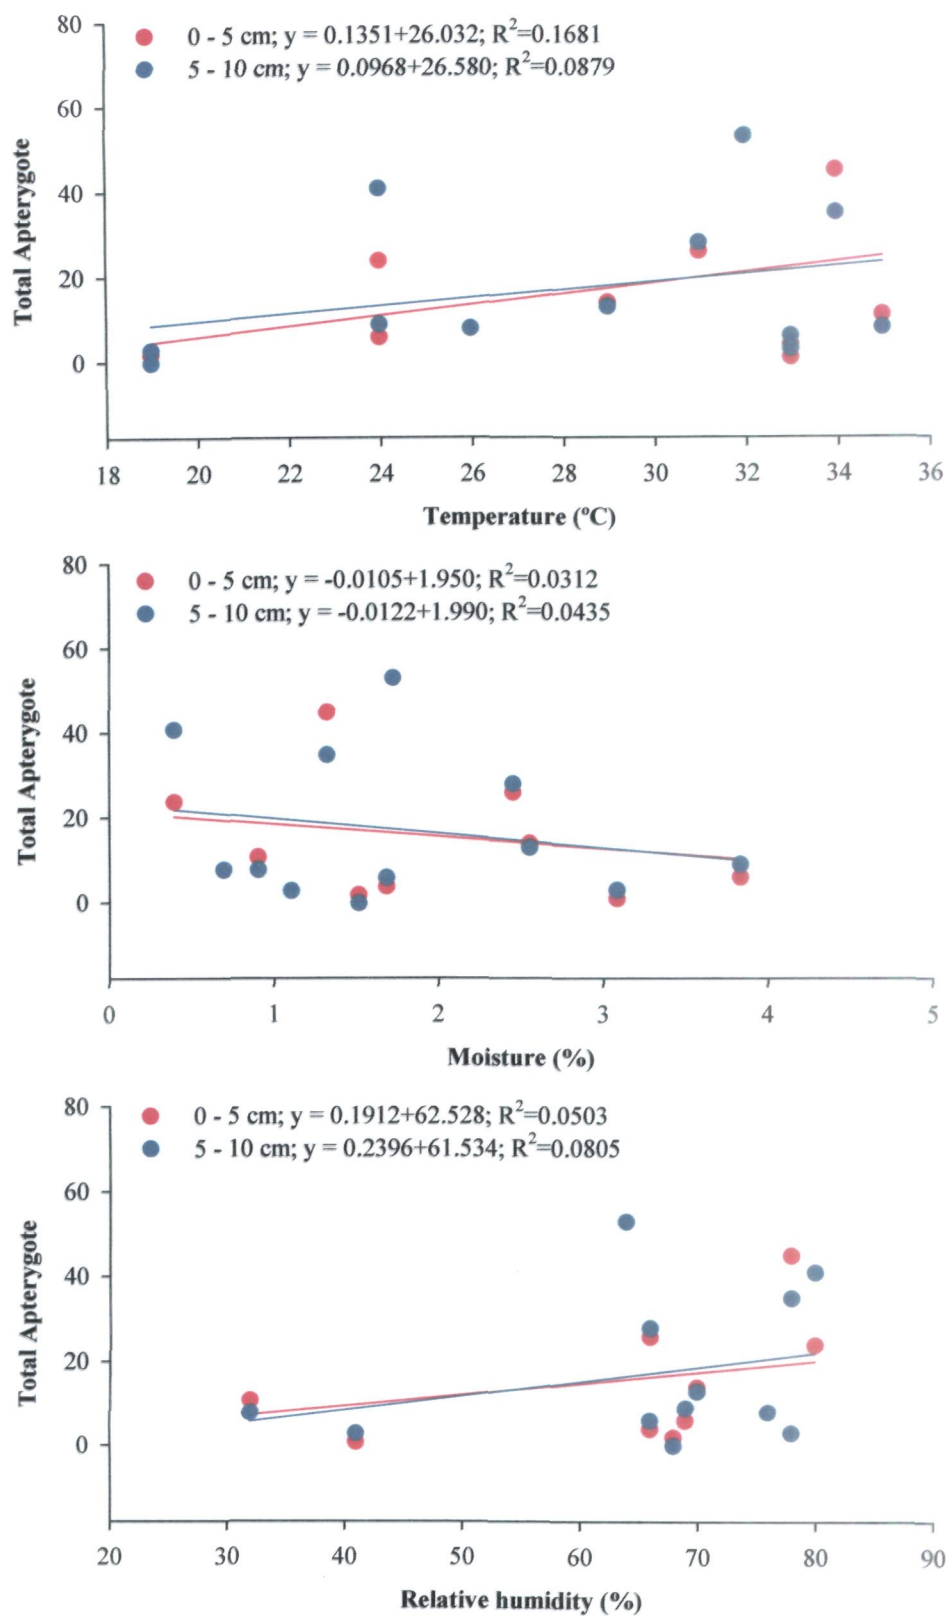 0 - 5 cm; y = 0.1351+26.032; R²=0.1681
5 - 10 cm; y = 0.0968+26.580; R²=0.0879
80
60
40
20
0
Total Apterygote
18 20 22 24 26 28 30 32 34 36
Temperature (ºC)
0 - 5 cm; y = -0.0105+1.950; R²=0.0312
5 - 10 cm; y = -0.0122+1.990; R²=0.0435
80
60
40
20
0
Total Apterygote
0 1 2 3 4 5
Moisture (%)
0 - 5 cm; y = 0.1912+62.528; R²=0.0503
5 - 10 cm; y = 0.2396+61.534; R²=0.0805
80
60
40
20
0
Total Apterygote
20 30 40 50 60 70 80 90
Relative humidity (%)